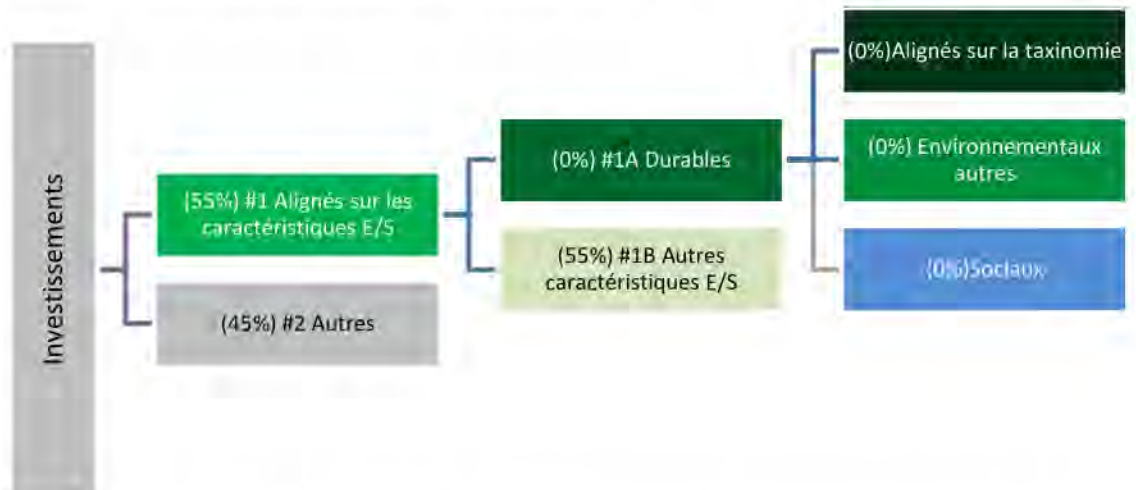 Investissements
(55%) #1 Alignés sur les
caractéristiques E/S
(45%) #2 Autres
(0%) #1A Durables
(55%) #1B Autres
caractéristiques E/S
(0%)Alignés sur la taxinomie
(0%) Environnementaux
autres
(0%)Sociaux